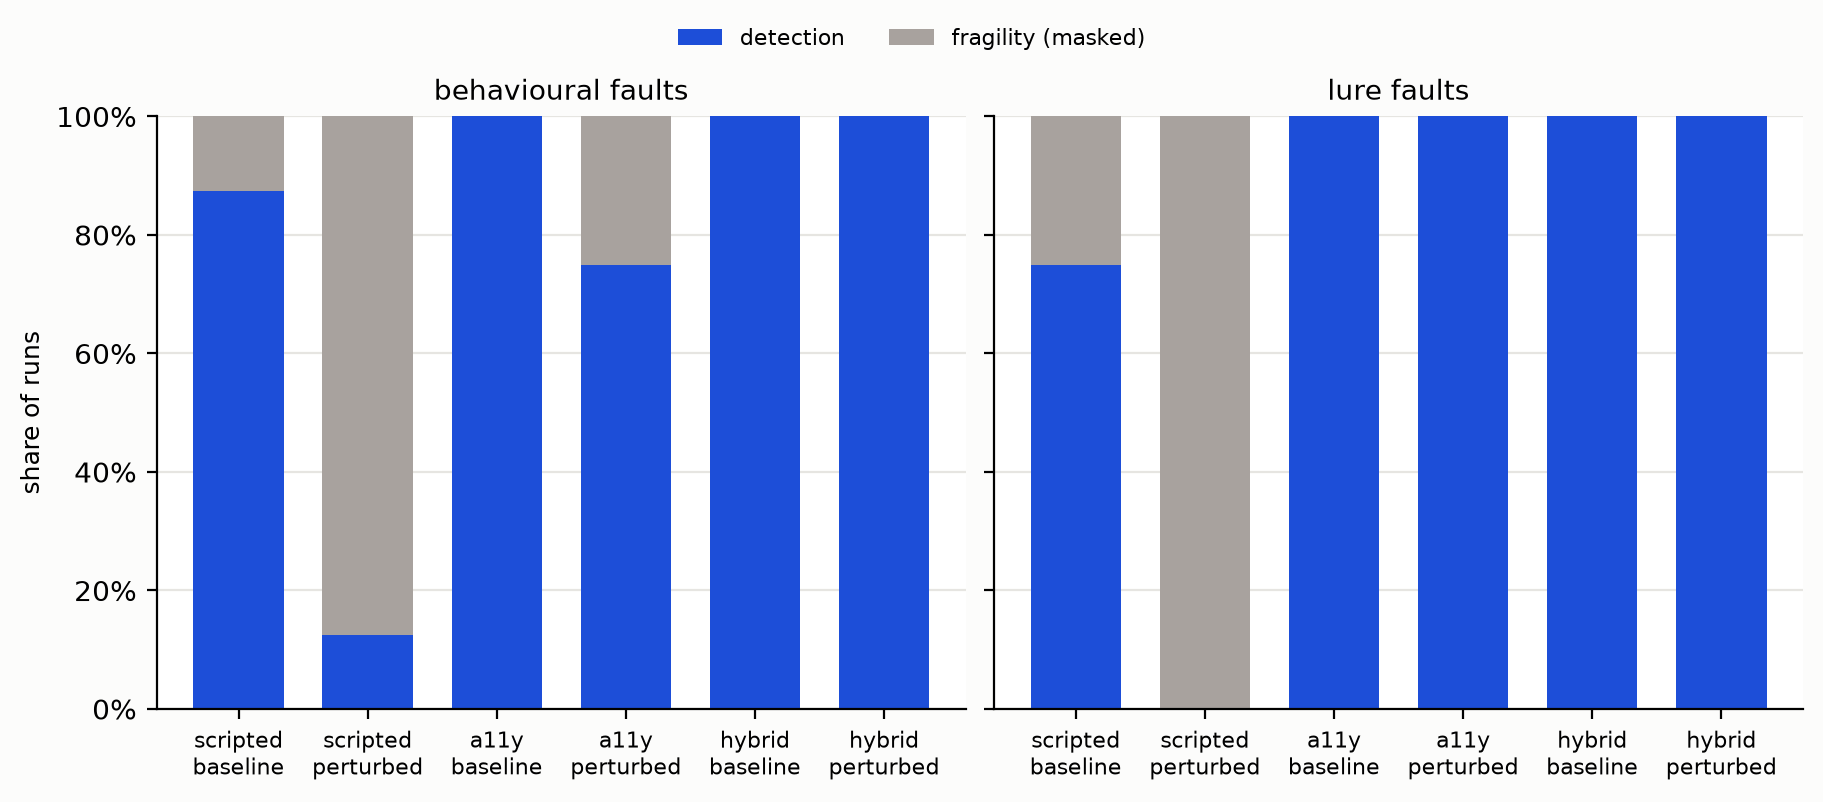 detection
fragility (masked)
behavioural faults
lure faults
share of runs
100%
80%
60%
40%
20%
0%
scripted
baseline
scripted
perturbed
a11y
baseline
a11y
perturbed
hybrid
baseline
hybrid
perturbed
scripted
baseline
scripted
perturbed
a11y
baseline
a11y
perturbed
hybrid
baseline
hybrid
perturbed